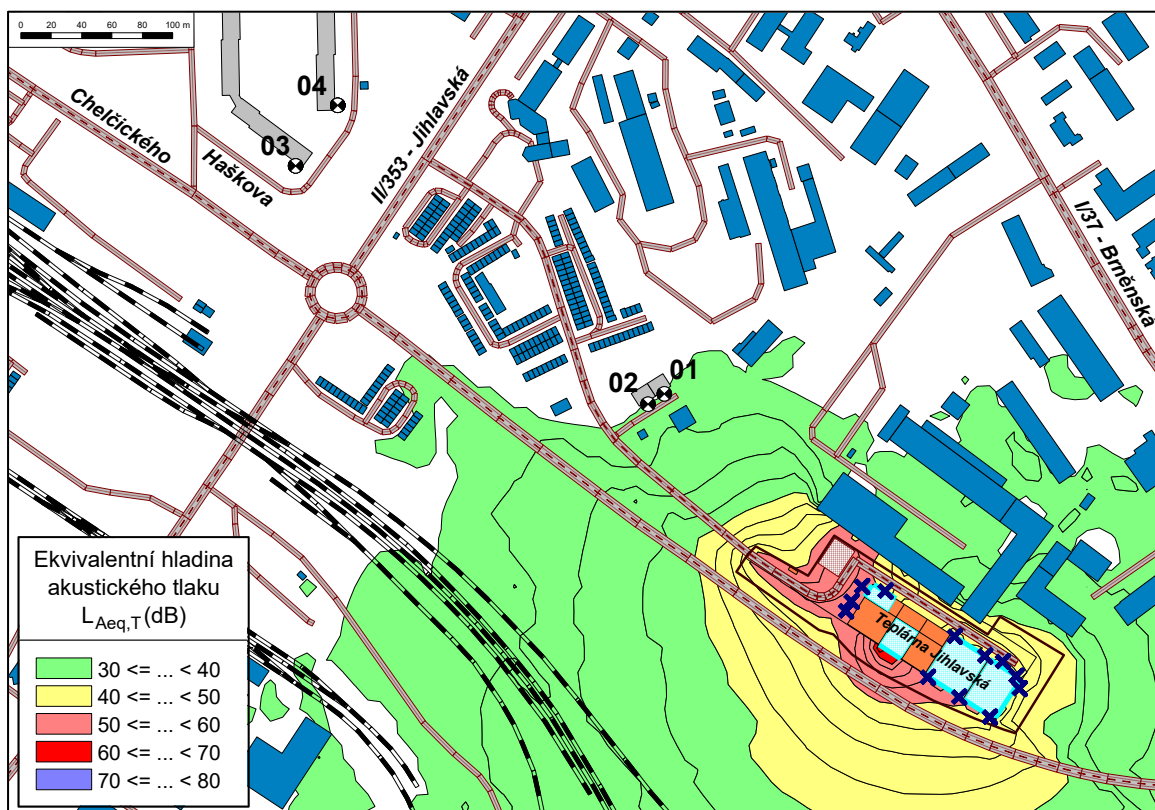 0 20 40 60 80 100 m
04
03
Chelčického
Haškova
II/353 - Jihlavská
I/37 - Brněnská
02
01
Teplárna Jihlavská
Ekvivalentní hladina
akustického tlaku
LAeq,T(dB)
30 <= ... < 40
40 <= ... < 50
50 <= ... < 60
60 <= ... < 70
70 <= ... < 80